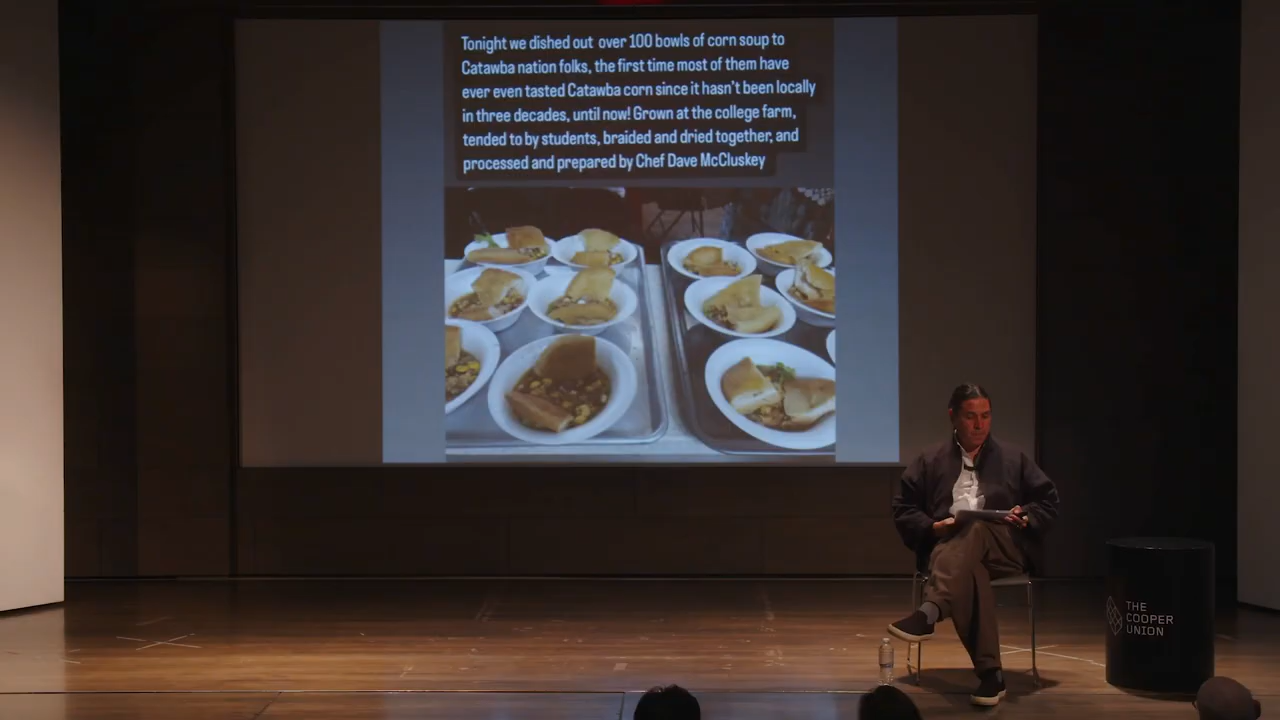 Tonight we dished out over 100 bowls of corn soup to
Catawba nation folks, the first time most of them have
ever even tasted Catawba corn since it hasn't been locally
in three decades, until now! Grown at the college farm,
tended to by students, braided and dried together, and
processed and prepared by Chef Dave McCluskey
THE
COOPER
UNION